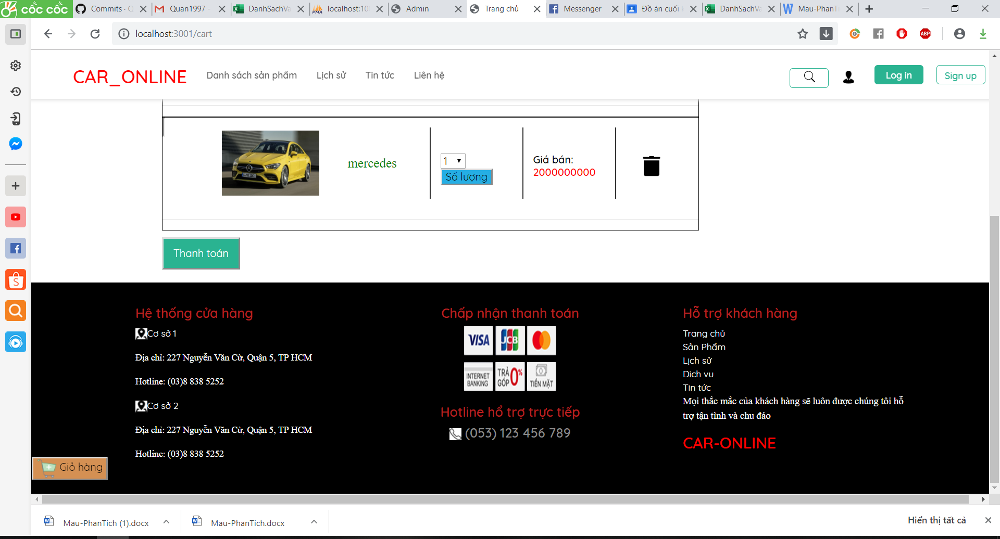 cốc cốc
Commits · Q
Quan1997 -
DanhSachVa
localhost:10
Admin
Trang chủ
Messenger
Đồ án cuối k
DanhSachVa
Mau-PhanTi
localhost:3001/cart
ABP
CAR_ONLINE
Danh sách sản phẩm
Lịch sử
Tin tức
Liên hệ
Log in
Sign up
mercedes
1
Số lượng
Giá bán:
2000000000
Thanh toán
Hệ thống cửa hàng
Cơ sở 1
Địa chỉ: 227 Nguyễn Văn Cừ, Quận 5, TP HCM
Hotline: (03)8 838 5252
Cơ sở 2
Địa chỉ: 227 Nguyễn Văn Cừ, Quận 5, TP HCM
Hotline: (03)8 838 5252
Chấp nhận thanh toán
VISA
JCB
INTERNET
BANKING
TRẢ
GÓP 0%
TIỀN MẶT
Hotline hổ trợ trực tiếp
(053) 123 456 789
Hỗ trợ khách hàng
Trang chủ
Sản Phẩm
Lịch sử
Dịch vụ
Tin tức
Mọi thắc mắc của khách hàng sẽ luôn được chúng tôi hỗ
trợ tận tình và chu đáo
CAR-ONLINE
Giỏ hàng
Mau-PhanTich (1).docx
Mau-PhanTich.docx
Hiển thị tất cả